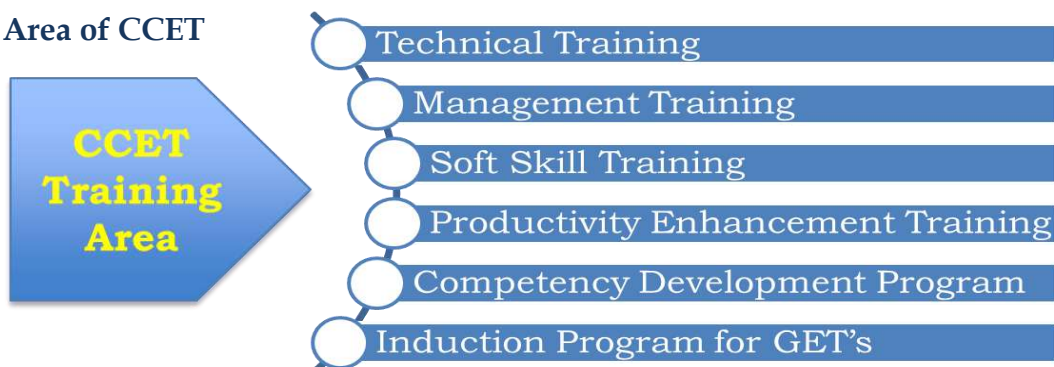 Area of CCET
CCET
Training
Area
Technical Training
Management Training
Soft Skill Training
Productivity Enhancement Training
Competency Development Program
Induction Program for GET's